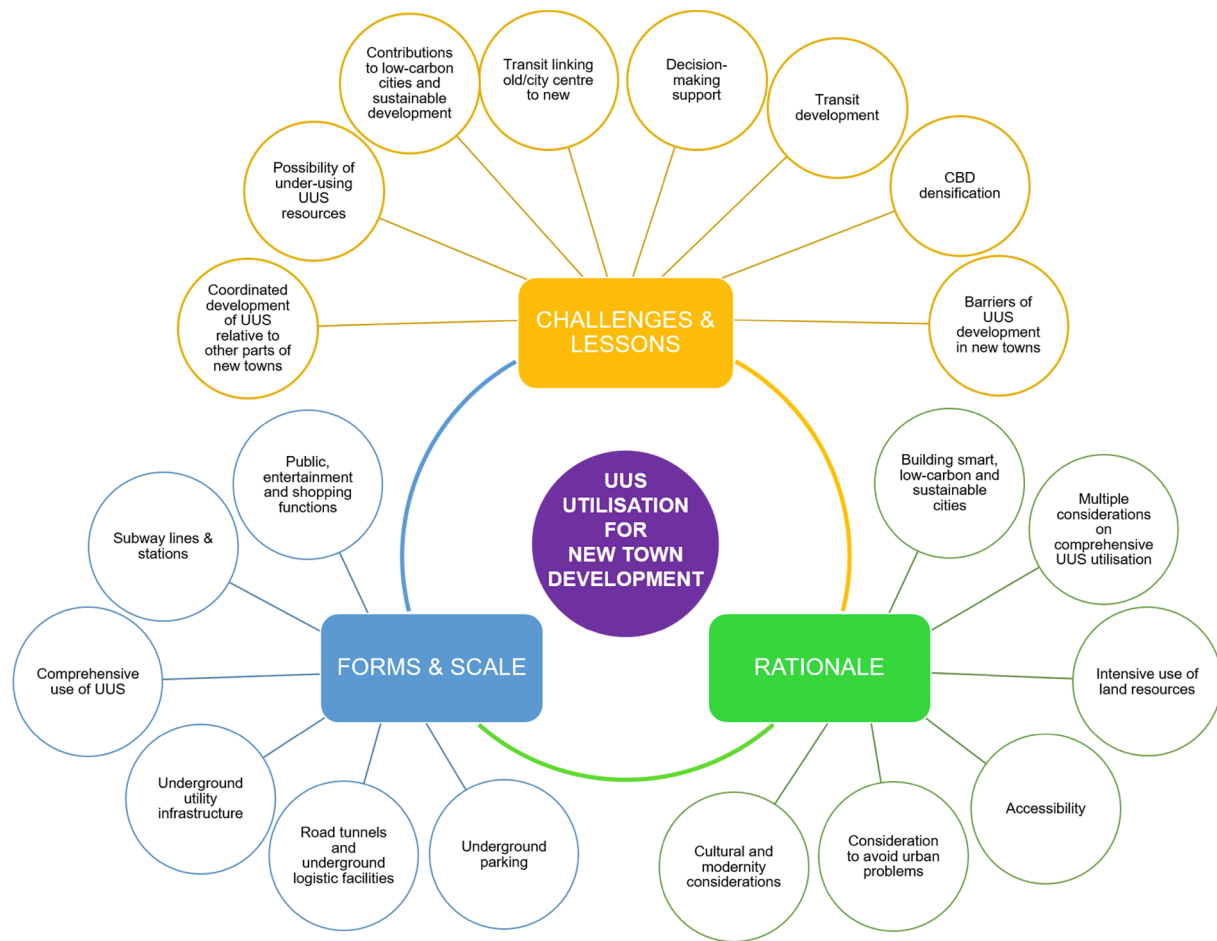 Contributions
to low-carbon
cities and
sustainable
development
Transit linking
old/city centre
to new
Decision-
making
support
Transit
development
CBD
densification
Possibility of
under-using
UUS
resources
Coordinated
development
of UUS
relative to
other parts of
new towns
Barriers of
UUS
development
in new towns
CHALLENGES &
LESSONS
UUS
UTILISATION
FOR
NEW TOWN
DEVELOPMENT
Public,
entertainment
and shopping
functions
Subway lines &
stations
Comprehensive
use of UUS
Underground
utility
infrastructure
Road tunnels
and
underground
logistic facilities
Underground
parking
FORMS & SCALE
RATIONALE
Building smart,
low-carbon and
sustainable
cities
Multiple
considerations
on
comprehensive
UUS utilisation
Intensive use of
land resources
Accessibility
Consideration
to avoid urban
problems
Cultural and
modernity
considerations